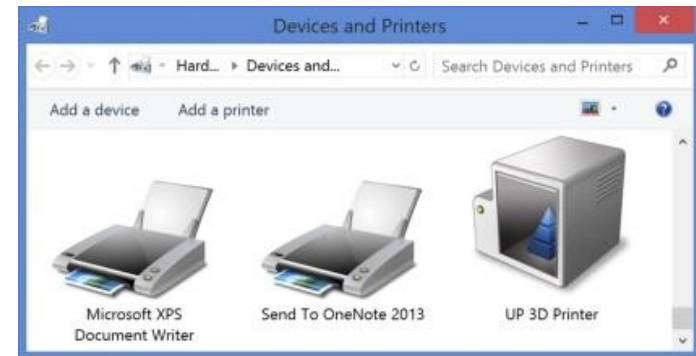 Devices and Printers
Hard... Devices and...
Search Devices and Printers
Add a device
Add a printer
Microsoft XPS
Document Writer
Send To OneNote 2013
UP 3D Printer